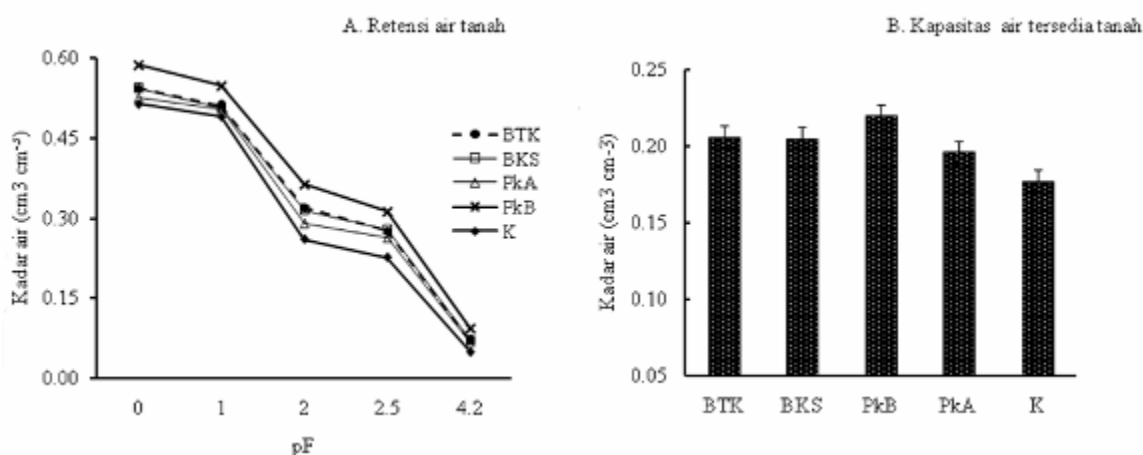 A. Retensi air tanah
Kadar air (cm3 cm⁻³)
0.60
0.45
0.30
0.15
0.00
0 1 2 2.5 4.2
pF
BTK
BKS
PkA
PkB
K
B. Kapasitas air tersedia tanah
Kadar air (cm3 cm-3)
0.25
0.20
0.15
0.10
0.05
BTK BKS PkB PkA K